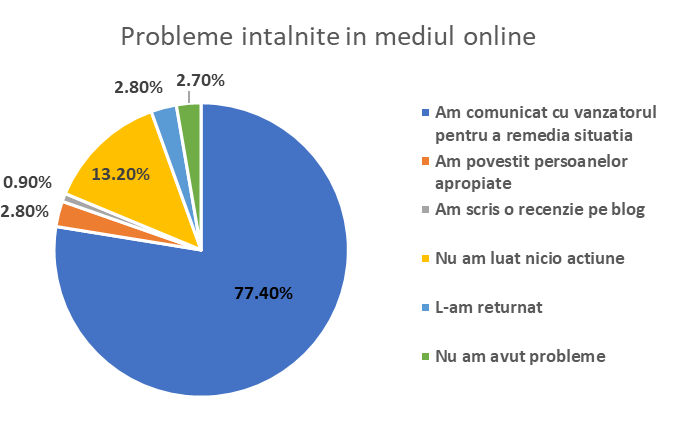 Probleme intalnite in mediul online
2.80%
2.70%
13.20%
0.90%
2.80%
77.40%
Am comunicat cu vanzatorul
pentru a remedia situatia
Am povestit persoanelor
apropiate
Am scris o recenzie pe blog
Nu am luat nicio actiune
L-am returnat
Nu am avut probleme